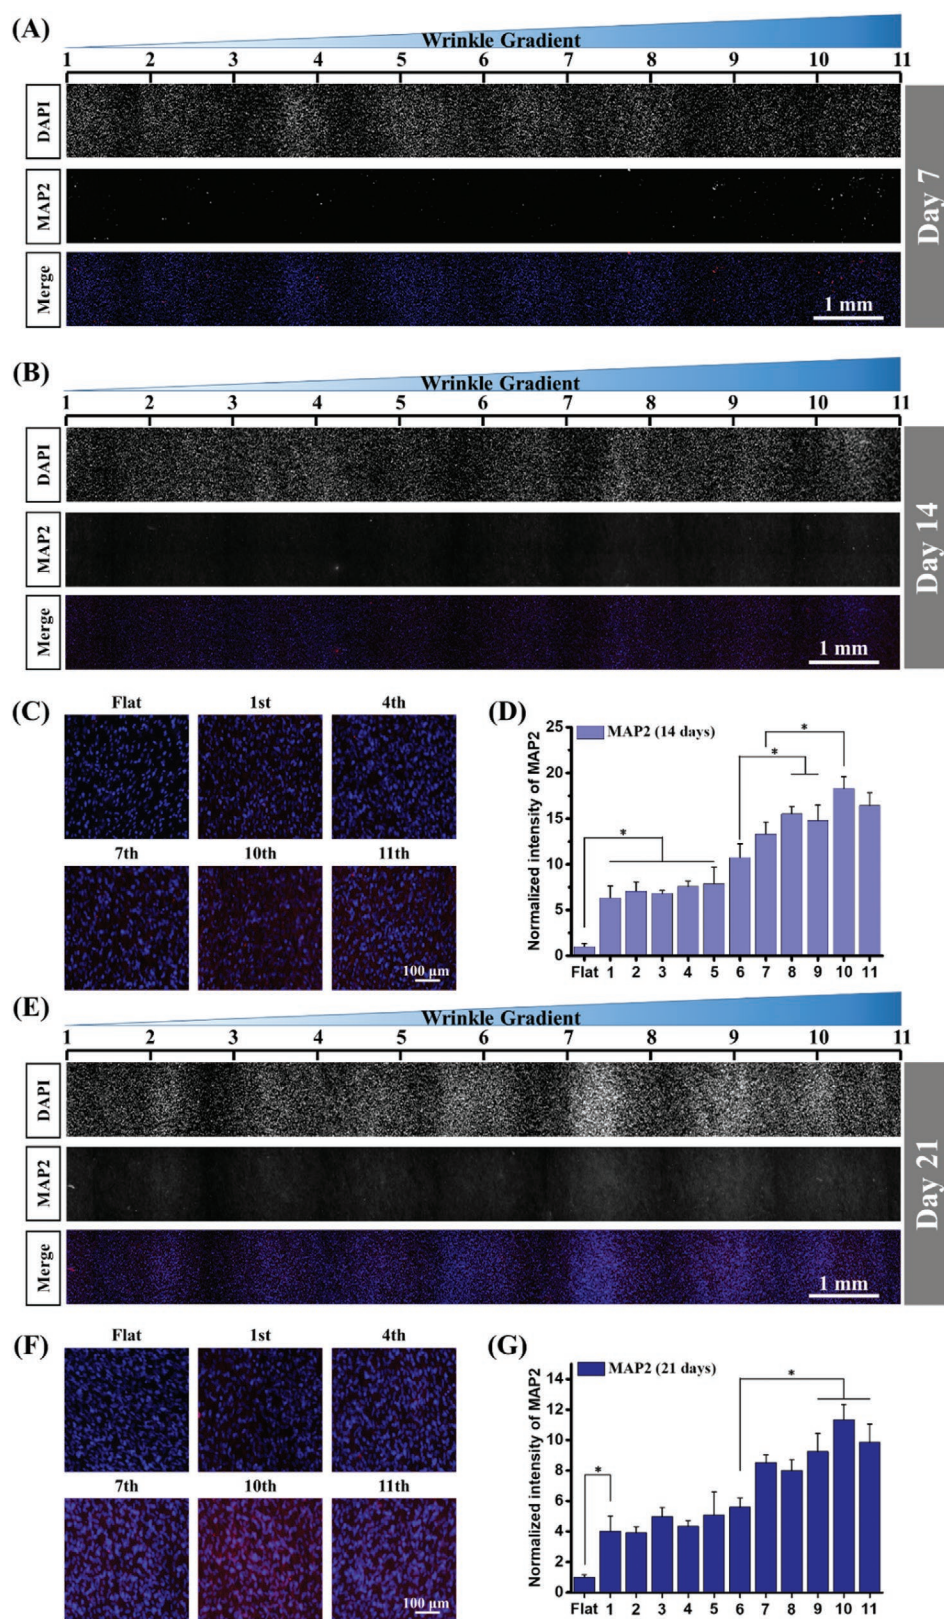 (A)
Wrinkle Gradient
1 2 3 4 5 6 7 8 9 10 11
DAPI
MAP2
Merge
1 mm
Day 7
(B)
Wrinkle Gradient
1 2 3 4 5 6 7 8 9 10 11
DAPI
MAP2
Merge
1 mm
Day 14
(C)
Flat 1st 4th
7th 10th 11th
100 µm
(D)
MAP2 (14 days)
Normalized intensity of MAP2
25
20
15
10
5
0
* * *
Flat 1 2 3 4 5 6 7 8 9 10 11
(E)
Wrinkle Gradient
1 2 3 4 5 6 7 8 9 10 11
DAPI
MAP2
Merge
1 mm
Day 21
(F)
Flat 1st 4th
7th 10th 11th
100 µm
(G)
MAP2 (21 days)
Normalized intensity of MAP2
14
12
10
8
6
4
2
0
* *
Flat 1 2 3 4 5 6 7 8 9 10 11